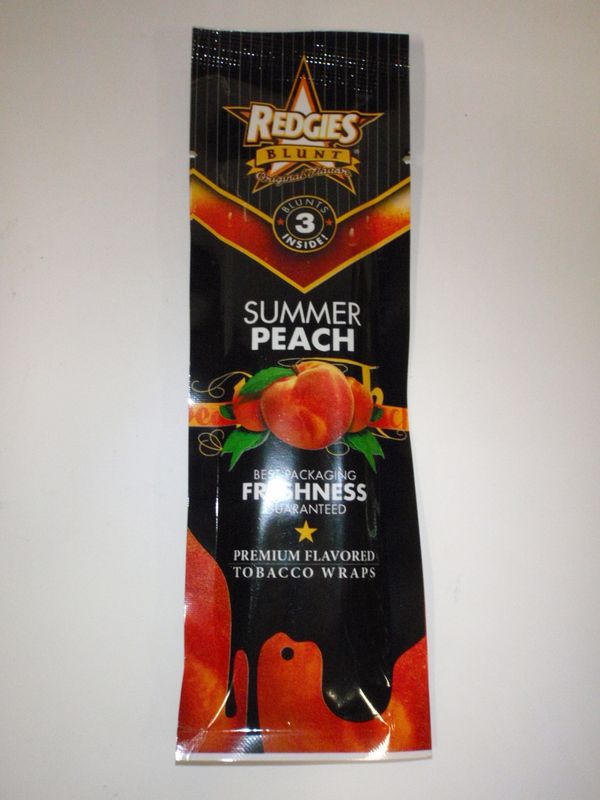 REDGIES
BLUNT
Original Flavor
BLUNTS
3
INSIDE!
SUMMER
PEACH
BEST PACKAGING
FRESHNESS
GUARANTEED
PREMIUM FLAVORED
TOBACCO WRAPS